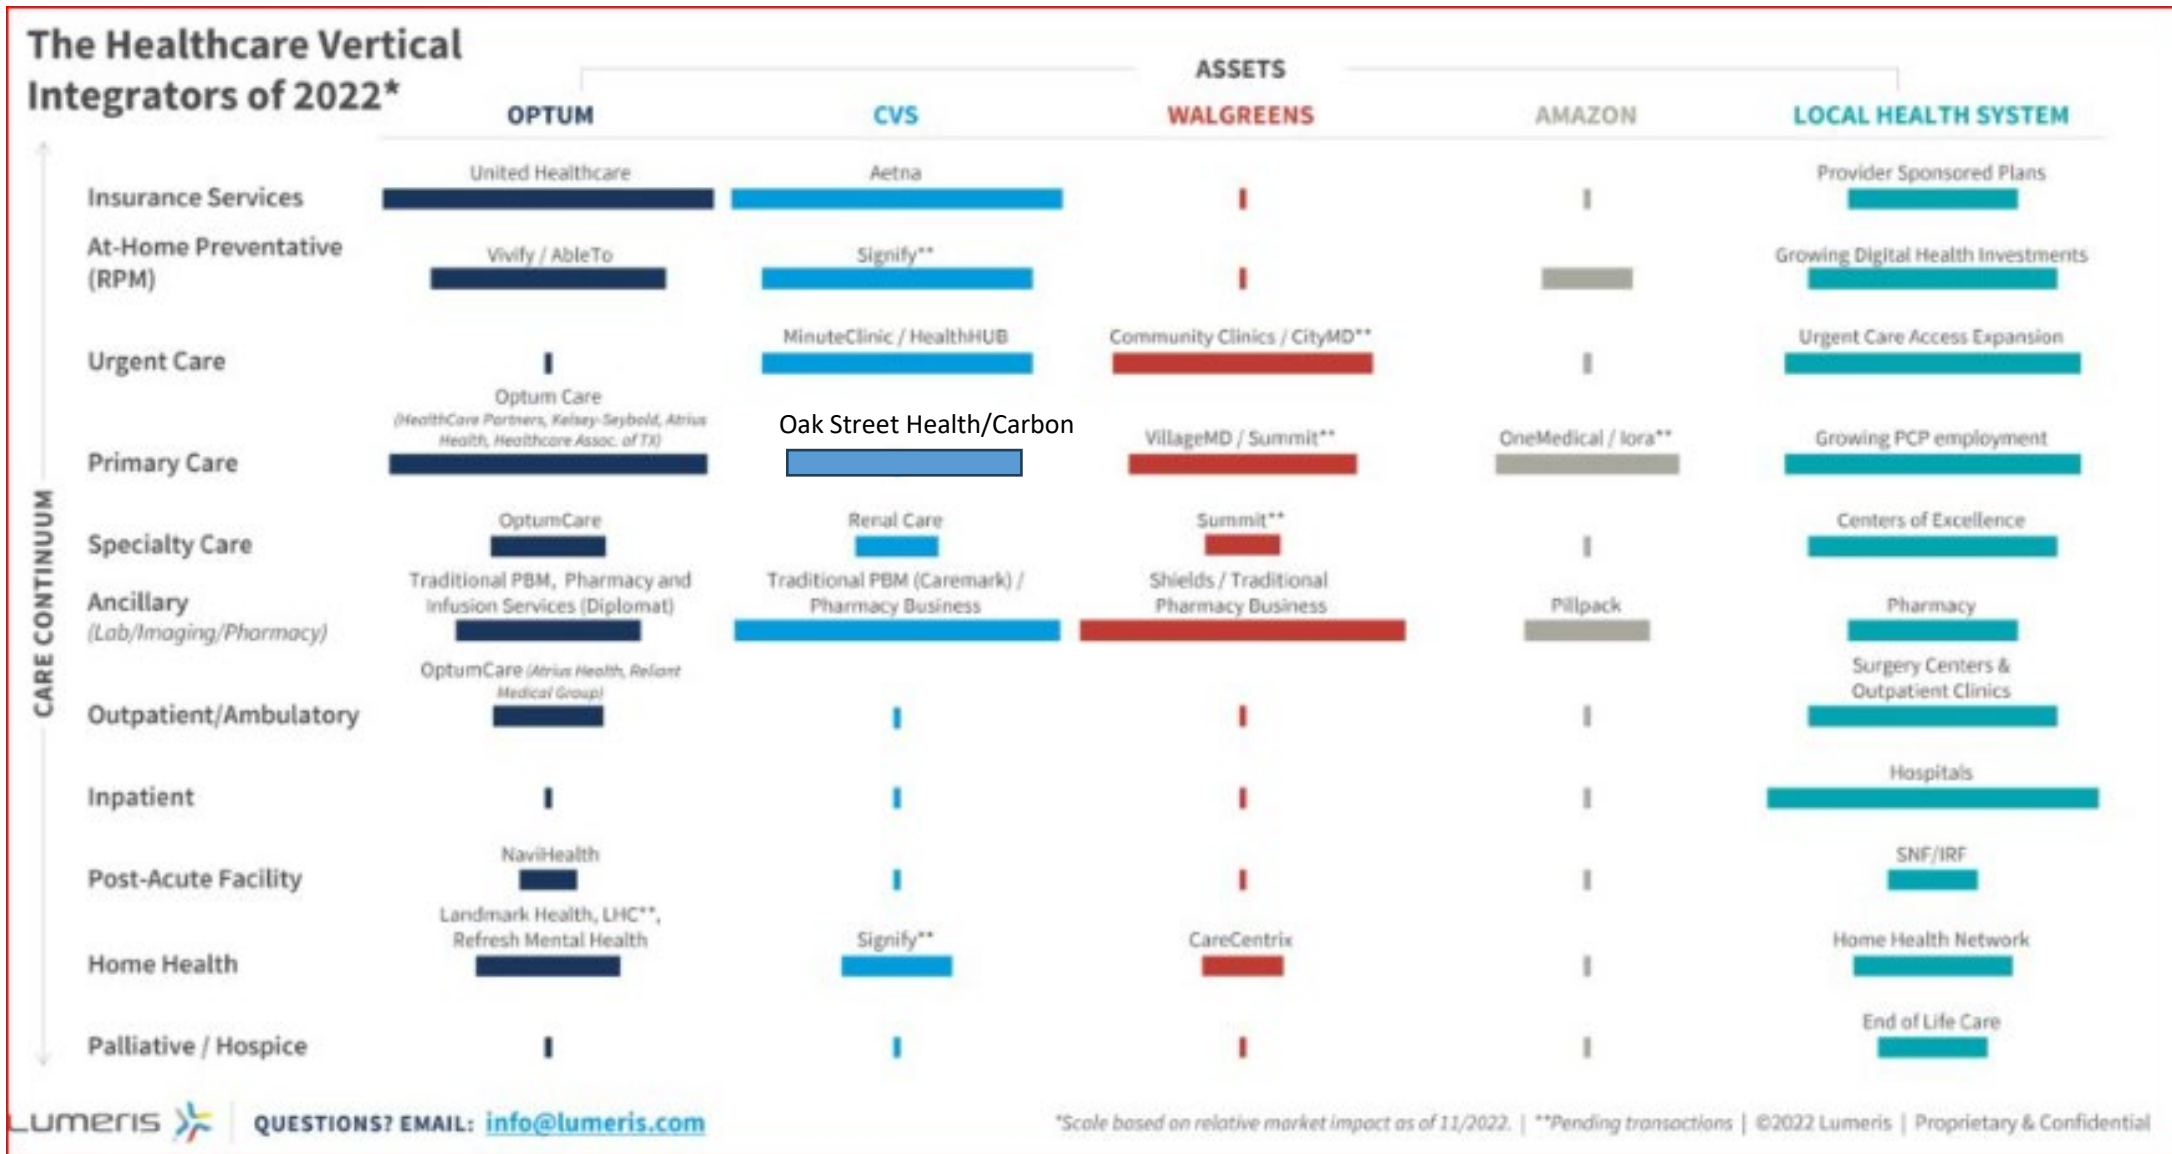 The Healthcare Vertical
Integrators of 2022*
ASSETS
OPTUM CVS WALGREENS AMAZON LOCAL HEALTH SYSTEM
CARE CONTINUUM
Insurance Services
United Healthcare
Aetna
Provider Sponsored Plans
At-Home Preventative
(RPM)
Vivify / AbleTo
Signify**
Growing Digital Health Investments
Urgent Care
MinuteClinic / HealthHUB
Community Clinics / CityMD**
Urgent Care Access Expansion
Primary Care
Optum Care
(HealthCare Partners, Kelsey-Seybold, Atrius
Health, Healthcare Assoc. of TX)
Oak Street Health/Carbon
VillageMD / Summit**
OneMedical / Iora**
Growing PCP employment
Specialty Care
OptumCare
Renal Care
Summit**
Centers of Excellence
Ancillary
(Lab/Imaging/Pharmacy)
Traditional PBM, Pharmacy and
Infusion Services (Diplomat)
Traditional PBM (Caremark) /
Pharmacy Business
Shields / Traditional
Pharmacy Business
Pillpack
Pharmacy
Outpatient/Ambulatory
OptumCare (Atrius Health, Reliant
Medical Group)
Surgery Centers &
Outpatient Clinics
Inpatient
Hospitals
Post-Acute Facility
NaviHealth
SNF/IRF
Home Health
Landmark Health, LHC**,
Refresh Mental Health
Signify**
CareCentrix
Home Health Network
Palliative / Hospice
End of Life Care
Lumeris
QUESTIONS? EMAIL: info@lumeris.com
*Scale based on relative market impact as of 11/2022. | **Pending transactions | ©2022 Lumeris | Proprietary & Confidential